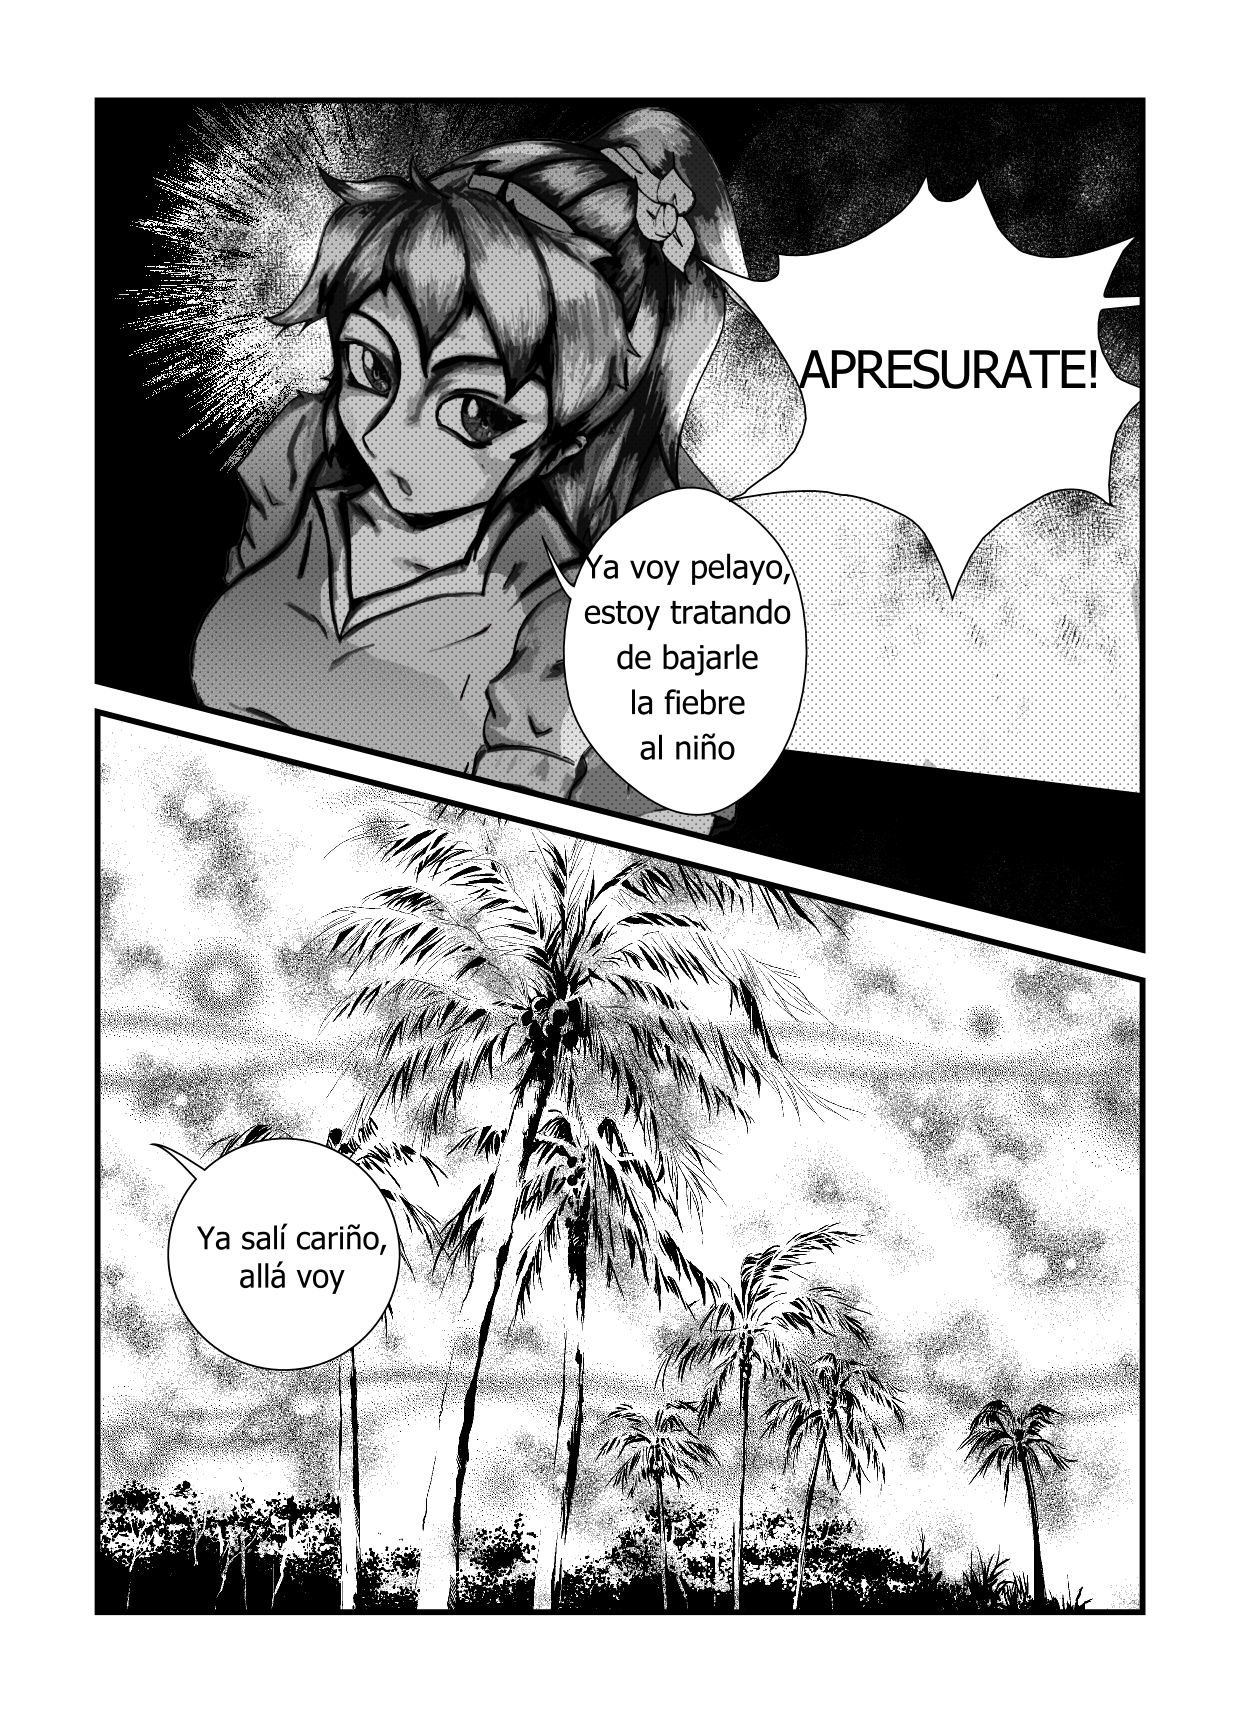 APRESURATE!
Ya voy pelayo,
estoy tratando
de bajarle
la fiebre
al niño
Ya salí cariño,
allá voy